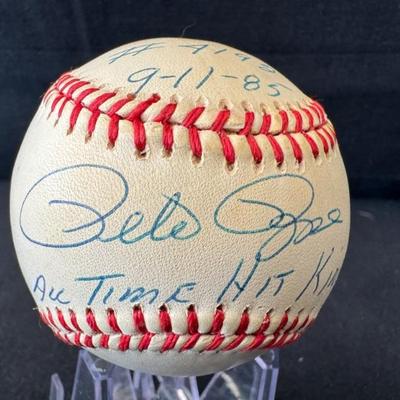 # 4192
9-11-85
Pete Rose
All Time Hit King